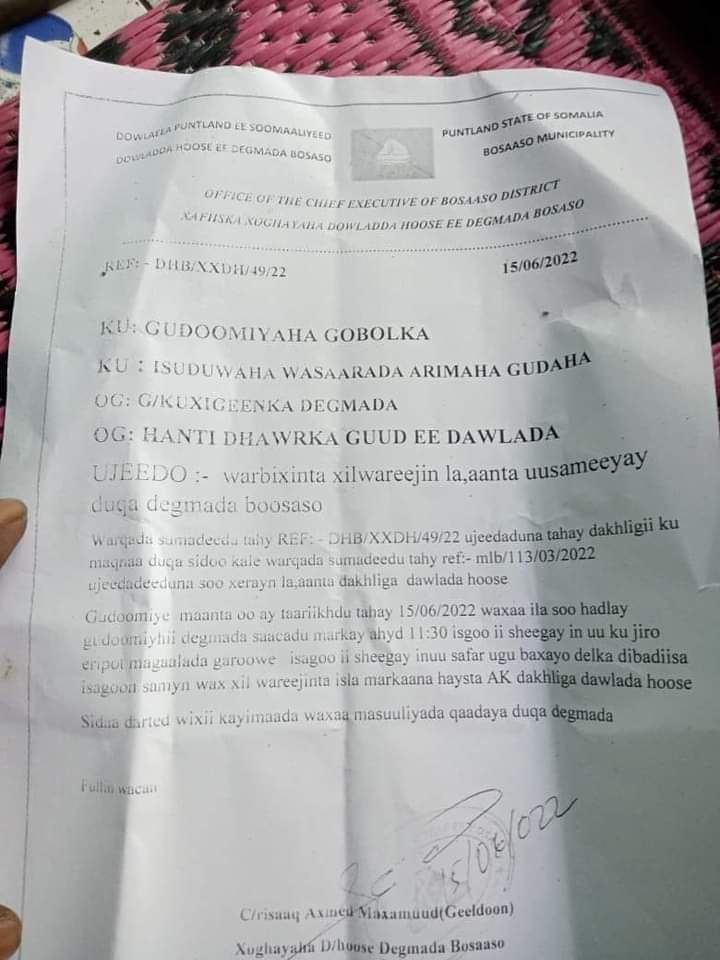 DOWLADDA PUNTLAND EE SOOMAALIYEED
DOWLADDA HOOSE EE DEGMADA BOSASO
PUNTLAND STATE OF SOMALIA
BOSAASO MUNICIPALITY
OFFICE OF THE CHIEF EXECUTIVE OF BOSAASO DISTRICT
XAFIISKA XOGHAYAHA DOWLADDA HOOSE EE DEGMADA BOSASO
REF: - DHB/XXDH/49/22
15/06/2022
KU: GUDOOMIYAHA GOBOLKA
KU : ISUDUWAHA WASAARADA ARIMAHA GUDAHA
OG: G/KUXIGEENKA DEGMADA
OG: HANTI DHAWRKA GUUD EE DAWLADA
UJEEDO :- warbixinta xilwareejin la,aanta uusameeyay
duqa degmada boosaso
Warqada sumadeedu tahy REF: - DHB/XXDH/49/22 ujeedaduna tahay dakhligii ku
maqnaa duqa sidoo kale warqada sumadeedu tahy ref:- mlb/113/03/2022
ujeedadeeduna soo xerayn la,aanta dakhliga dawlada hoose
Gudoomiye maanta oo ay taariikhdu tahay 15/06/2022 waxaa ila soo hadlay
gudoomiyhii degmada saacadu markay ahyd 11:30 isgoo ii sheegay in uu ku jiro
eripot magaalada garoowe isagoo ii sheegay inuu safar ugu baxayo delka dibadiisa
isagoon samyn wax xil wareejinta isla markaana haysta AK dakhliga dawlada hoose
Sidaa darted wixii kayimaada waxaa masuuliyada qaadaya duqa degmada
Fullin wacan
15/06/2022
C/risaaq Axmed Maxamuud(Geeldoon)
Xoghayaha D/hoose Degmada Bosaaso